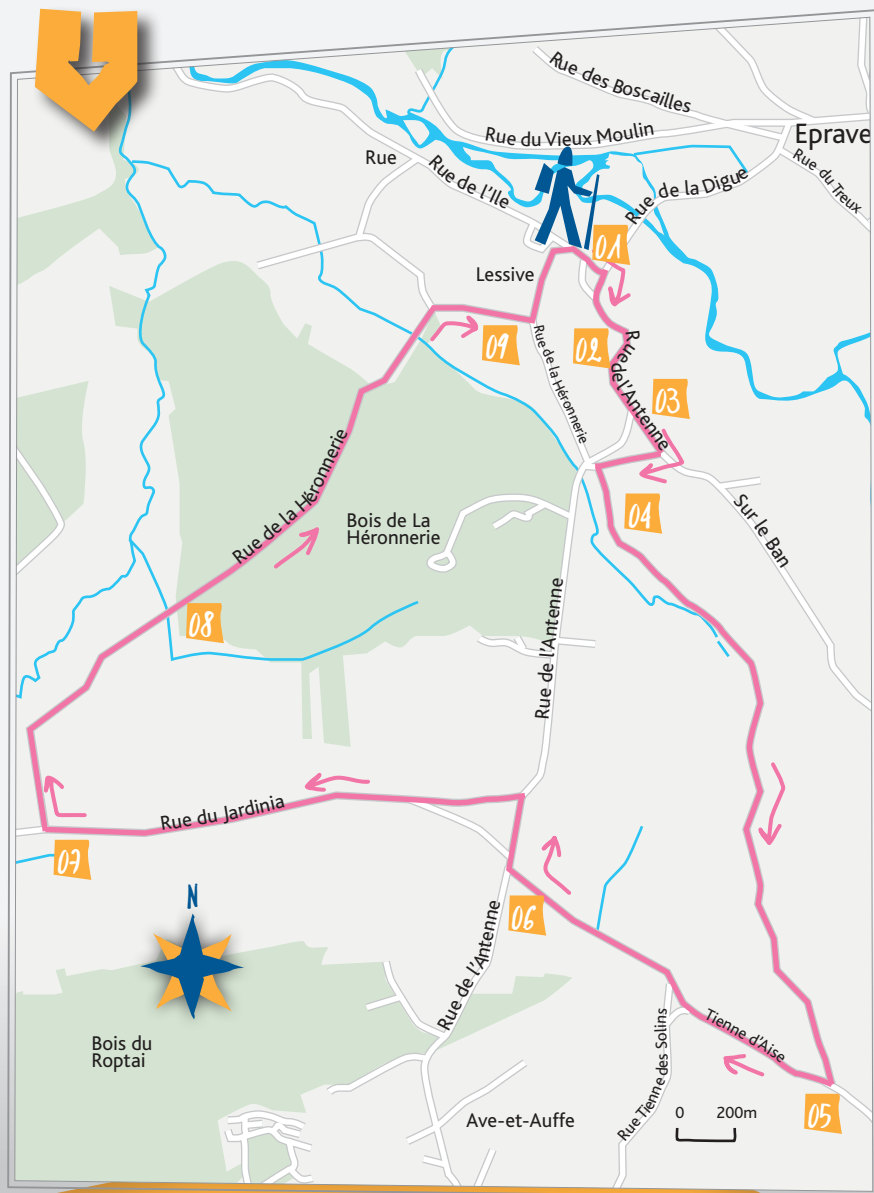 Rue des Boscailles
Rue du Vieux Moulin
Eprave
Rue
Rue de l'Ile
Rue de la Digue
Rue du Treux
01
Lessive
09
02
Rue de la Héronnerie
Rue de l'Antenne
03
04
Sur le Ban
Rue de la Héronnerie
Bois de La
Héronnerie
08
Rue de l'Antenne
Rue du Jardinia
07
N
06
Rue de l'Antenne
Bois du
Roptai
Tienne d'Aise
Rue Tienne des Solins
05
Ave-et-Auffe
0 200m